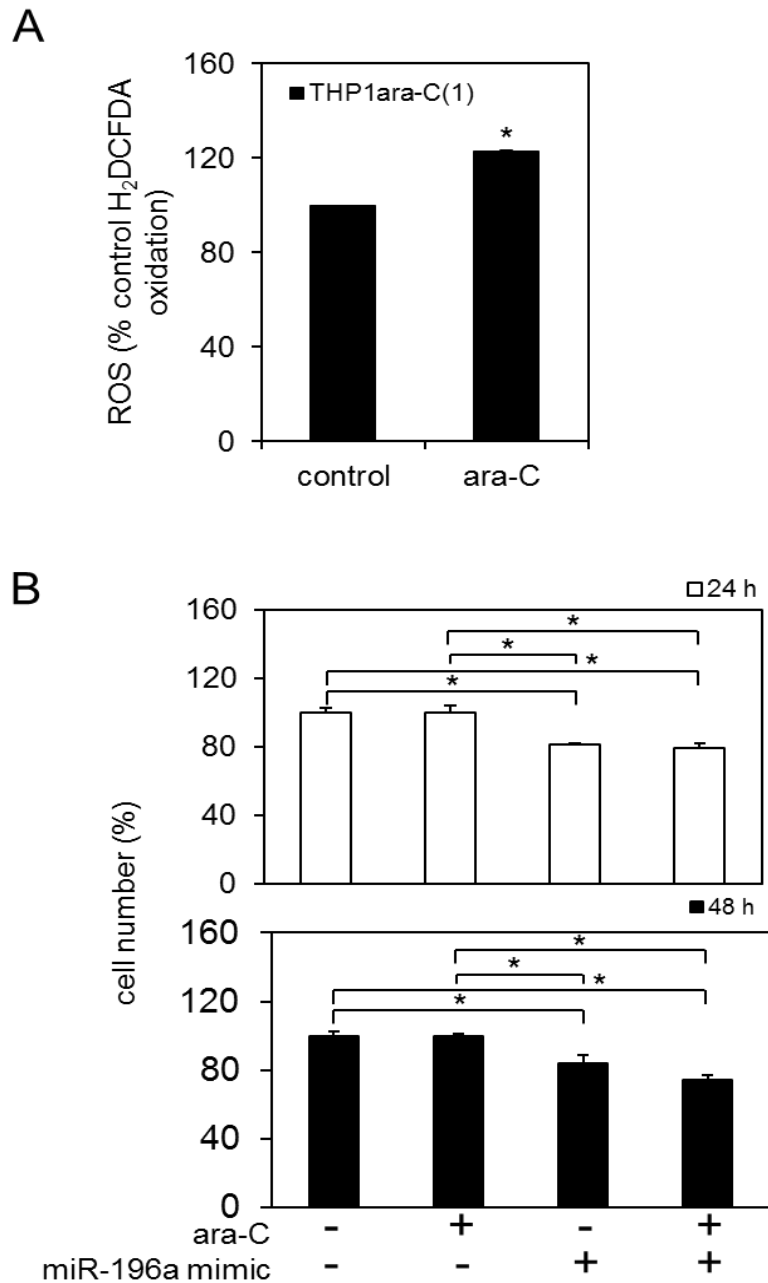 A
160
■ THP1ara-C(1)
*
120
80
40
0
ROS (% control H₂DCFDA
oxidation)
control ara-C
B
□ 24 h
160
*
*
120
*
*
80
40
0
cell number (%)
■ 48 h
160
*
*
120
*
*
80
40
0
ara-C - + - +
miR-196a mimic - - + +